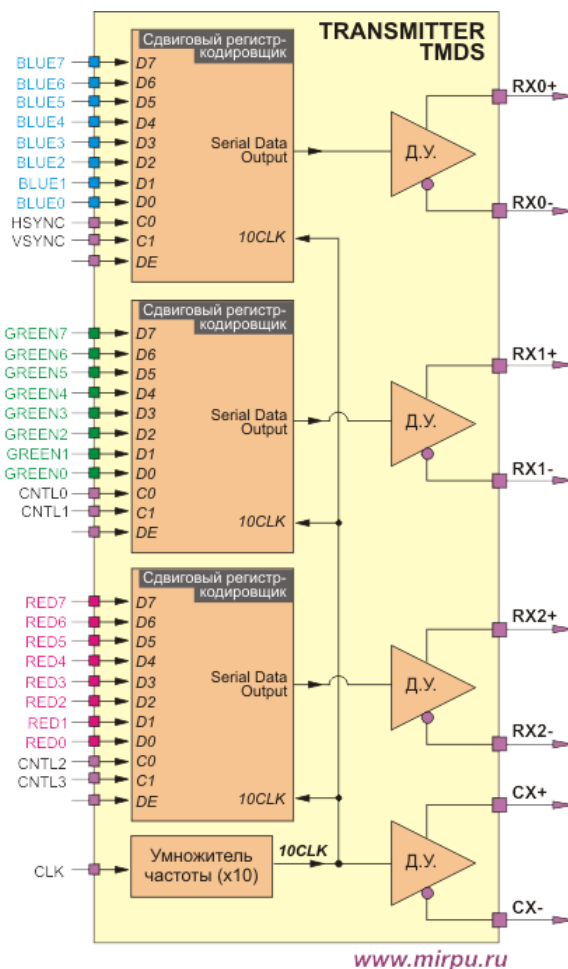 TRANSMITTER
TMDS
Сдвиговый регистр-
кодировщик
BLUE7 D7
BLUE6 D6
BLUE5 D5
BLUE4 D4
BLUE3 D3
BLUE2 D2
BLUE1 D1
BLUE0 D0
HSYNC C0
VSYNC C1
DE
Serial Data
Output
10CLK
Д.У.
RX0+
RX0-
Сдвиговый регистр-
кодировщик
GREEN7 D7
GREEN6 D6
GREEN5 D5
GREEN4 D4
GREEN3 D3
GREEN2 D2
GREEN1 D1
GREEN0 D0
CNTL0 C0
CNTL1 C1
DE
Serial Data
Output
10CLK
Д.У.
RX1+
RX1-
Сдвиговый регистр-
кодировщик
RED7 D7
RED6 D6
RED5 D5
RED4 D4
RED3 D3
RED2 D2
RED1 D1
RED0 D0
CNTL2 C0
CNTL3 C1
DE
Serial Data
Output
10CLK
Д.У.
RX2+
RX2-
CLK
Умножитель
частоты (x10)
10CLK
Д.У.
CX+
CX-
www.mirpu.ru